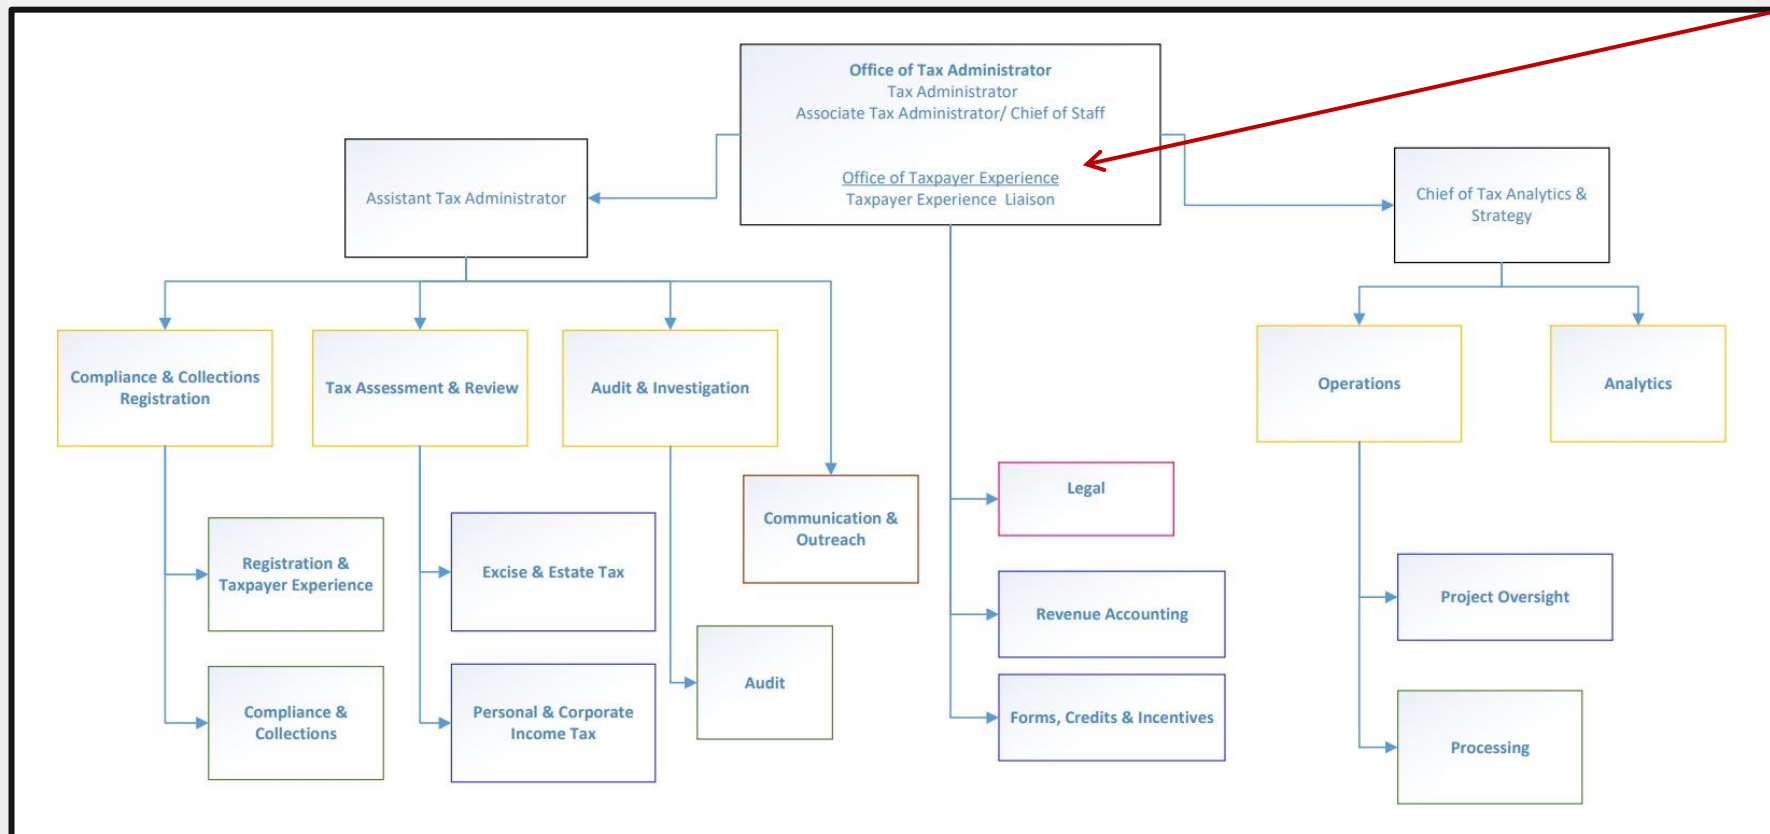 Office of Tax Administrator
Tax Administrator
Associate Tax Administrator/ Chief of Staff
Office of Taxpayer Experience
Taxpayer Experience Liaison
Assistant Tax Administrator
Chief of Tax Analytics &
Strategy
Compliance & Collections
Registration
Tax Assessment & Review
Audit & Investigation
Operations
Analytics
Communication &
Outreach
Legal
Registration &
Taxpayer Experience
Excise & Estate Tax
Revenue Accounting
Project Oversight
Audit
Compliance &
Collections
Personal & Corporate
Income Tax
Forms, Credits & Incentives
Processing